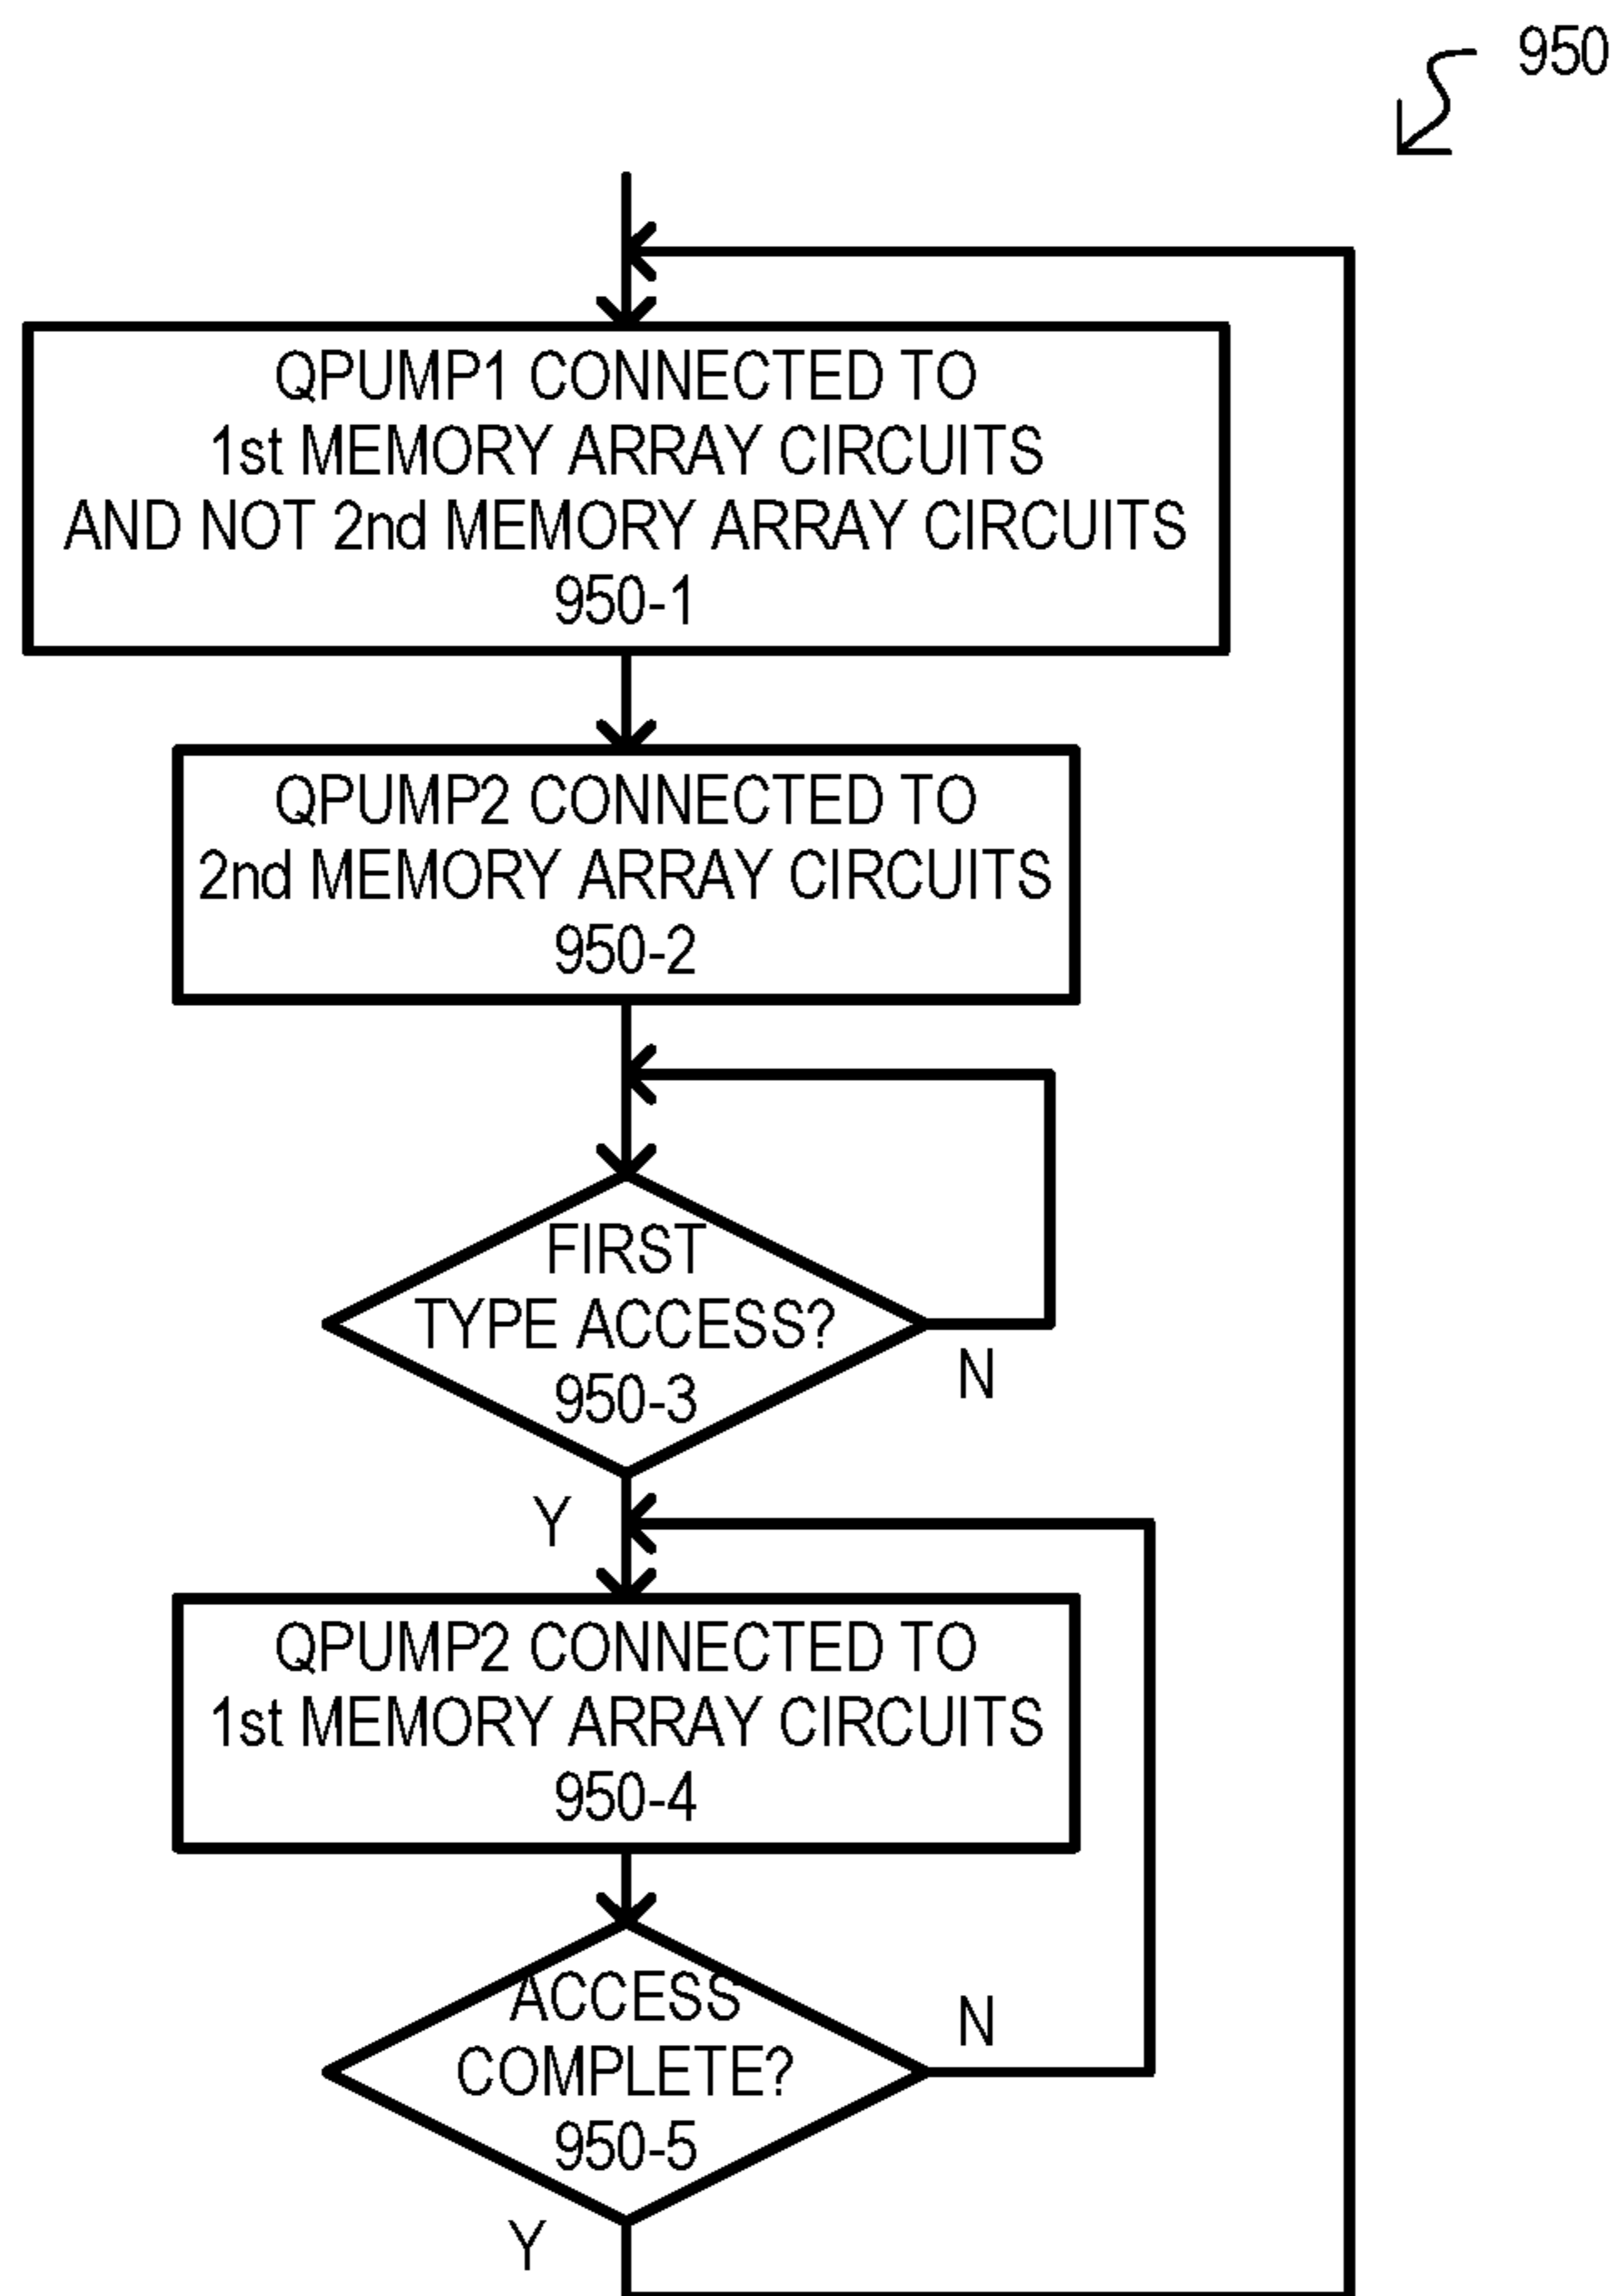 950
QPUMP1 CONNECTED TO
1st MEMORY ARRAY CIRCUITS
AND NOT 2nd MEMORY ARRAY CIRCUITS
950-1
QPUMP2 CONNECTED TO
2nd MEMORY ARRAY CIRCUITS
950-2
FIRST
TYPE ACCESS?
950-3
N
Y
QPUMP2 CONNECTED TO
1st MEMORY ARRAY CIRCUITS
950-4
ACCESS
COMPLETE?
950-5
N
Y